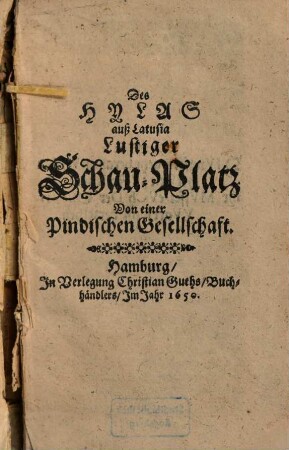 Des
HYLAS
auß Latusia
Lustiger
Schau-Platz
Von einer
Pindischen Gesellschaft.
Hamburg/
In Verlegung Christian Guths/Buch-
händlers/Im Jahr 1650.